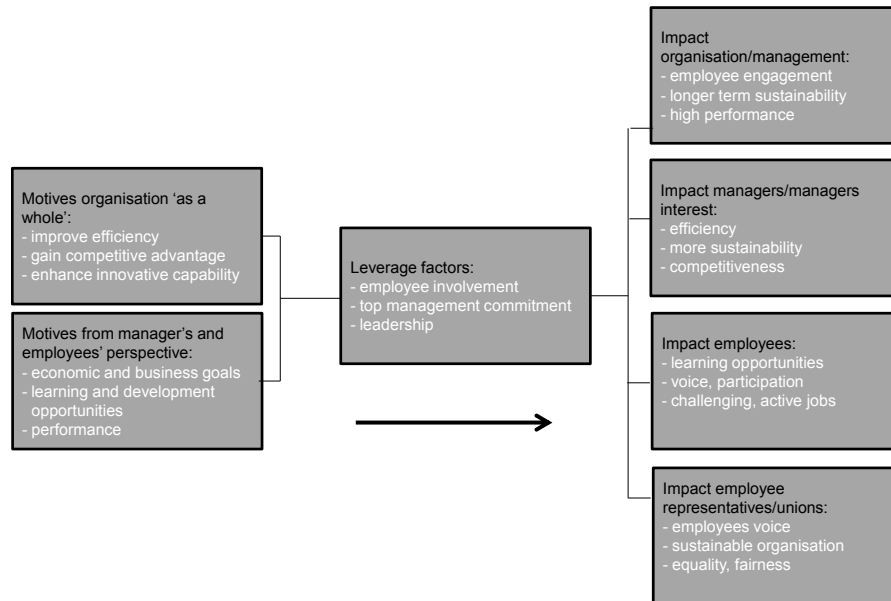 Motives organisation ‘as a
whole’:
- improve efficiency
- gain competitive advantage
- enhance innovative capability
Motives from manager’s and
employees’ perspective:
- economic and business goals
- learning and development
opportunities
- performance
Leverage factors:
- employee involvement
- top management commitment
- leadership
Impact
organisation/management:
- employee engagement
- longer term sustainability
- high performance
Impact managers/managers
interest:
- efficiency
- more sustainability
- competitiveness
Impact employees:
- learning opportunities
- voice, participation
- challenging, active jobs
Impact employee
representatives/unions:
- employees voice
- sustainable organisation
- equality, fairness